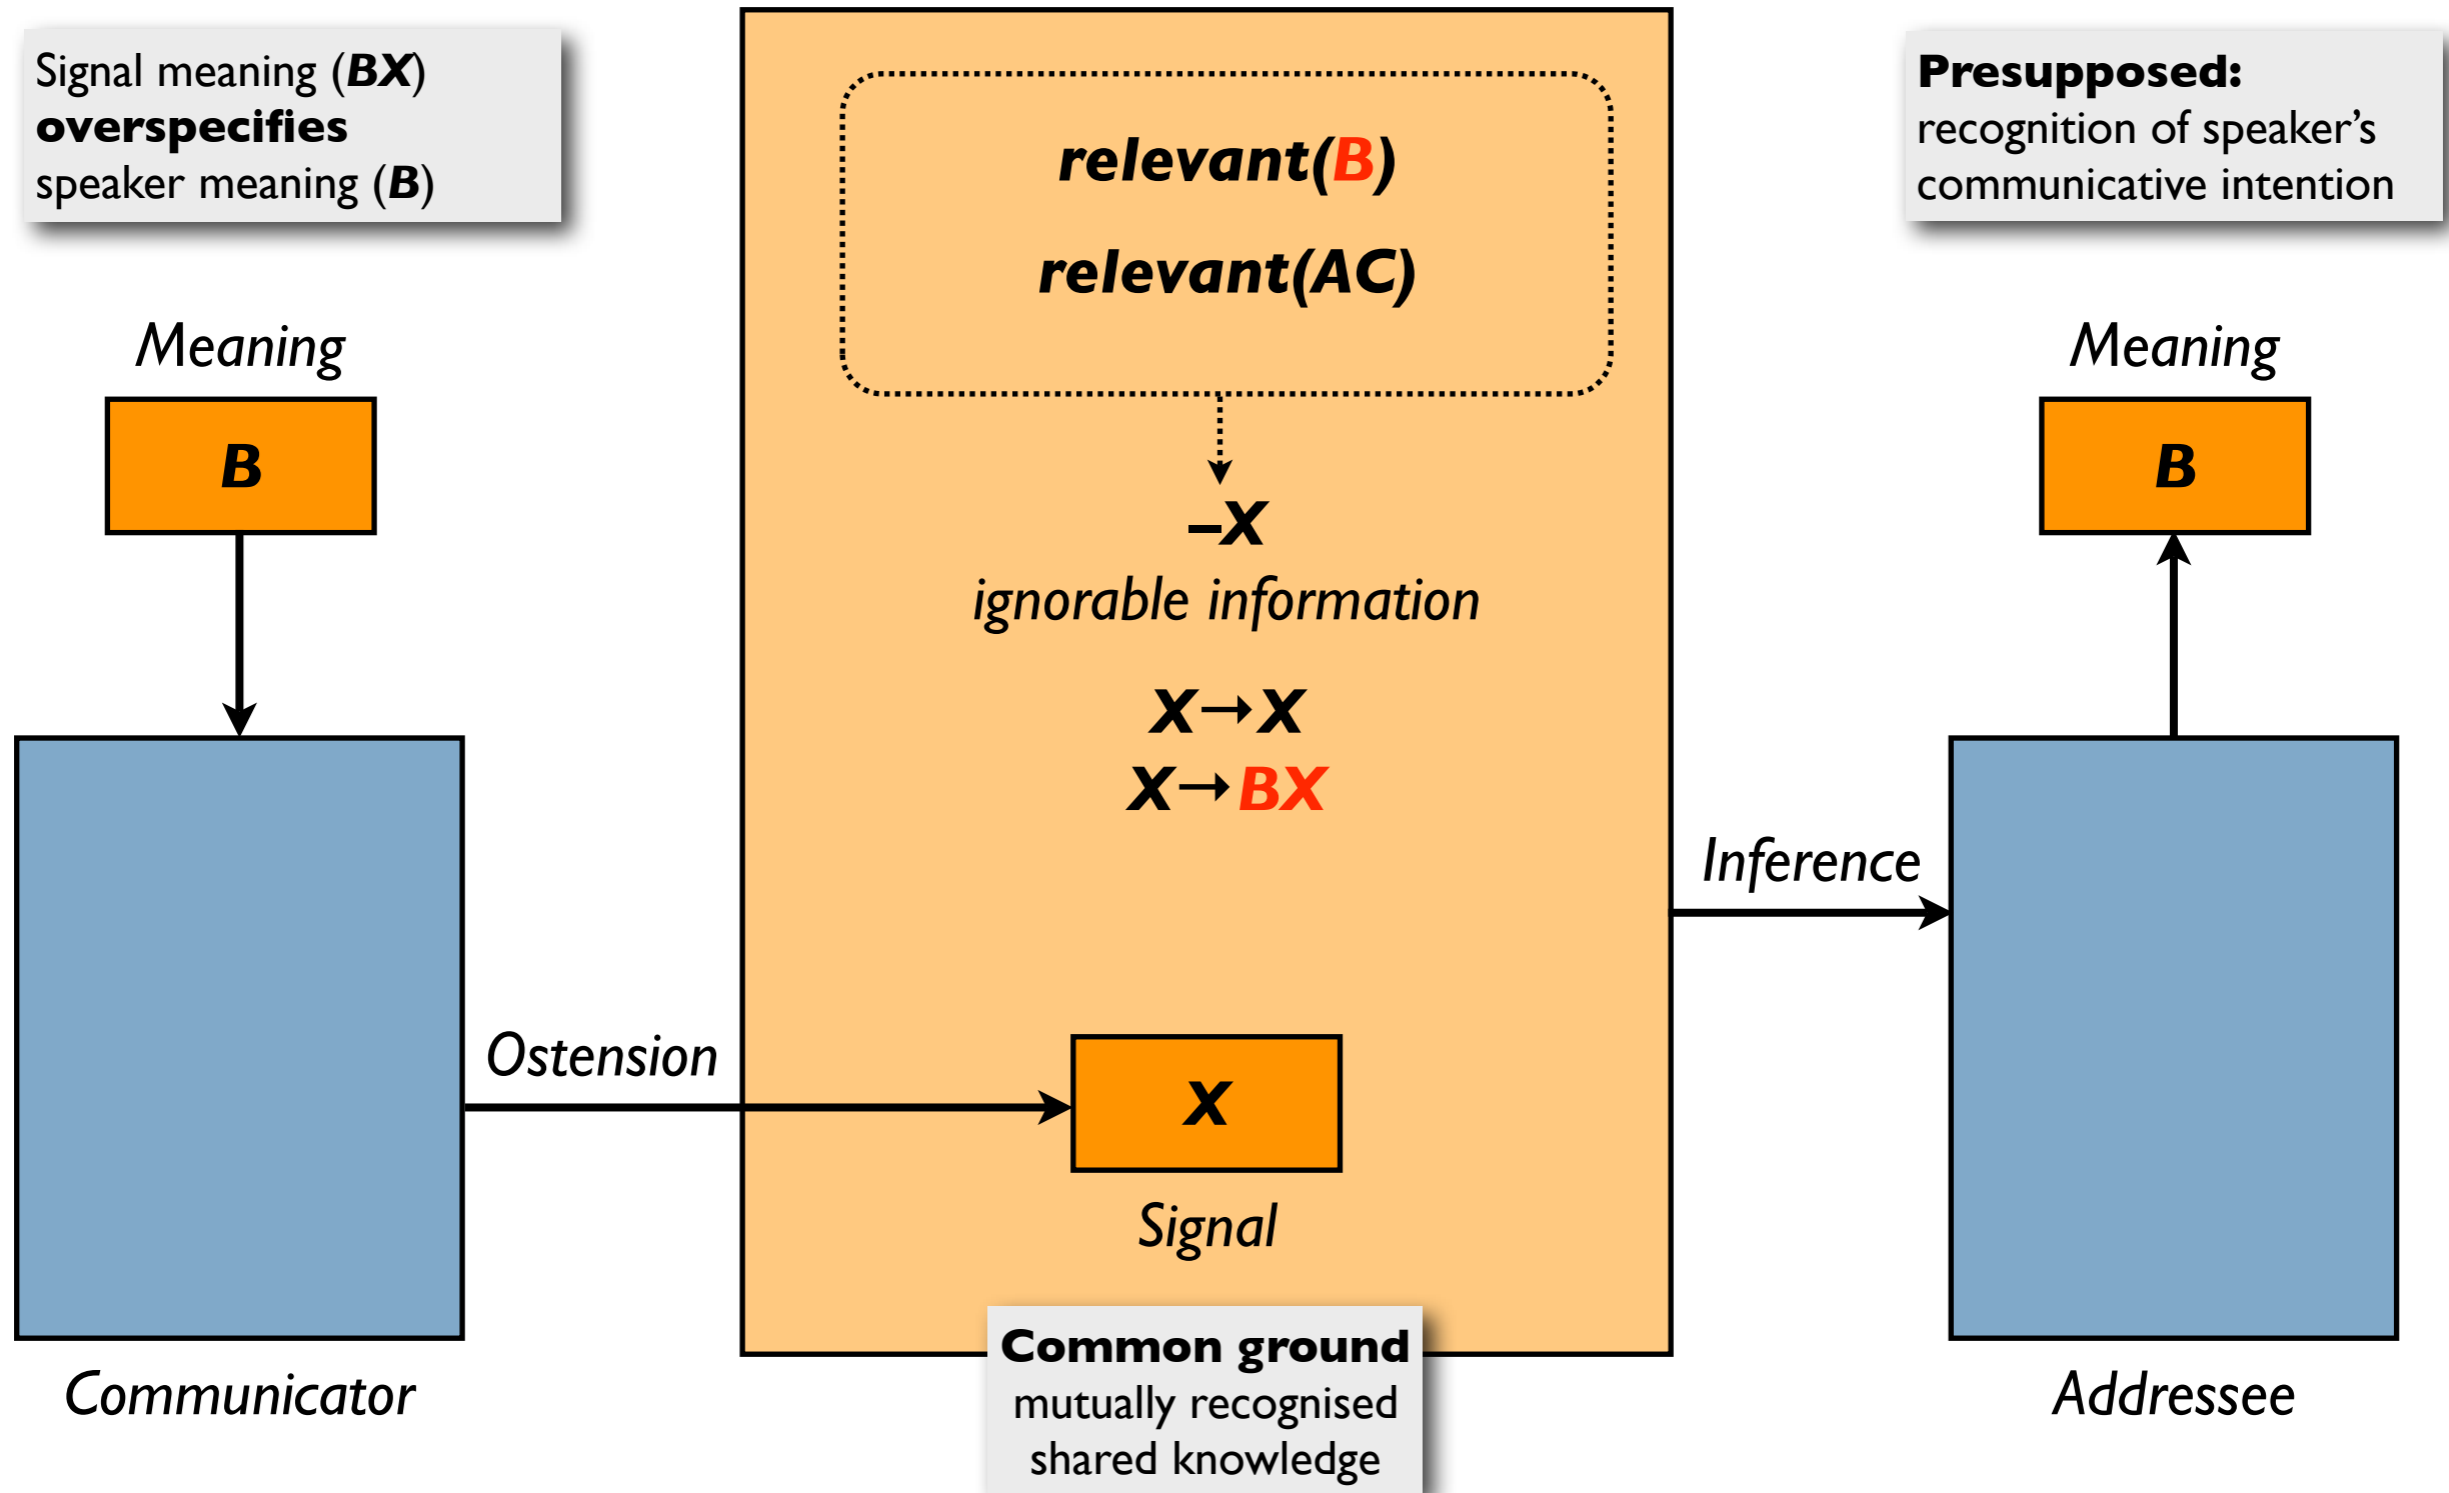 Signal meaning (BX)
overspecifies
speaker meaning (B)
Meaning
B
Communicator
Ostension
relevant(B)
relevant(AC)
–X
ignorable information
X→X
X→BX
X
Signal
Common ground
mutually recognised
shared knowledge
Inference
Presupposed:
recognition of speaker’s
communicative intention
Meaning
B
Addressee